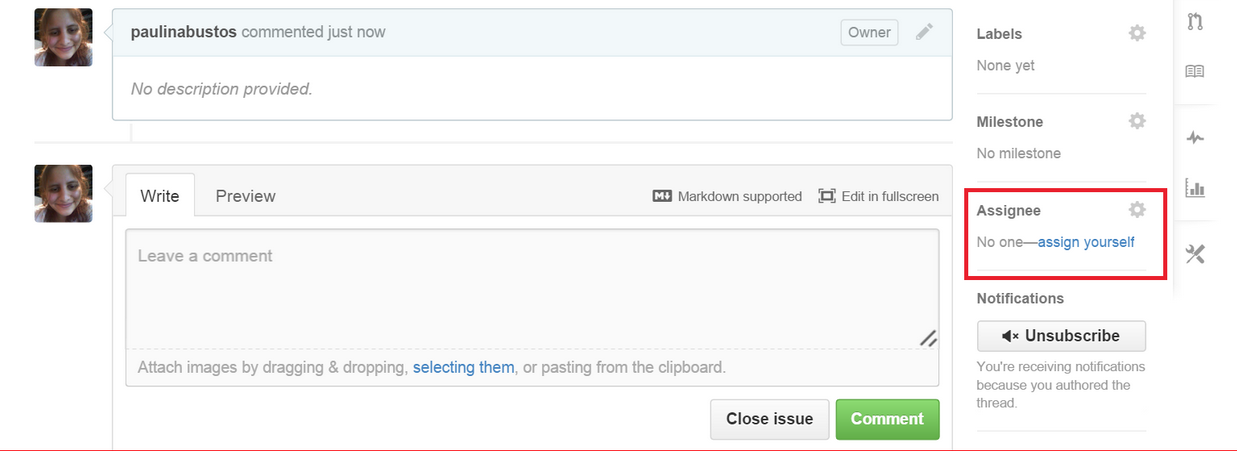 paulinabustos commented just now
Owner
No description provided.
Write
Preview
Markdown supported
Edit in fullscreen
Leave a comment
Attach images by dragging & dropping, selecting them, or pasting from the clipboard.
Close issue
Comment
Labels
None yet
Milestone
No milestone
Assignee
No one—assign yourself
Notifications
Unsubscribe
You're receiving notifications
because you authored the
thread.